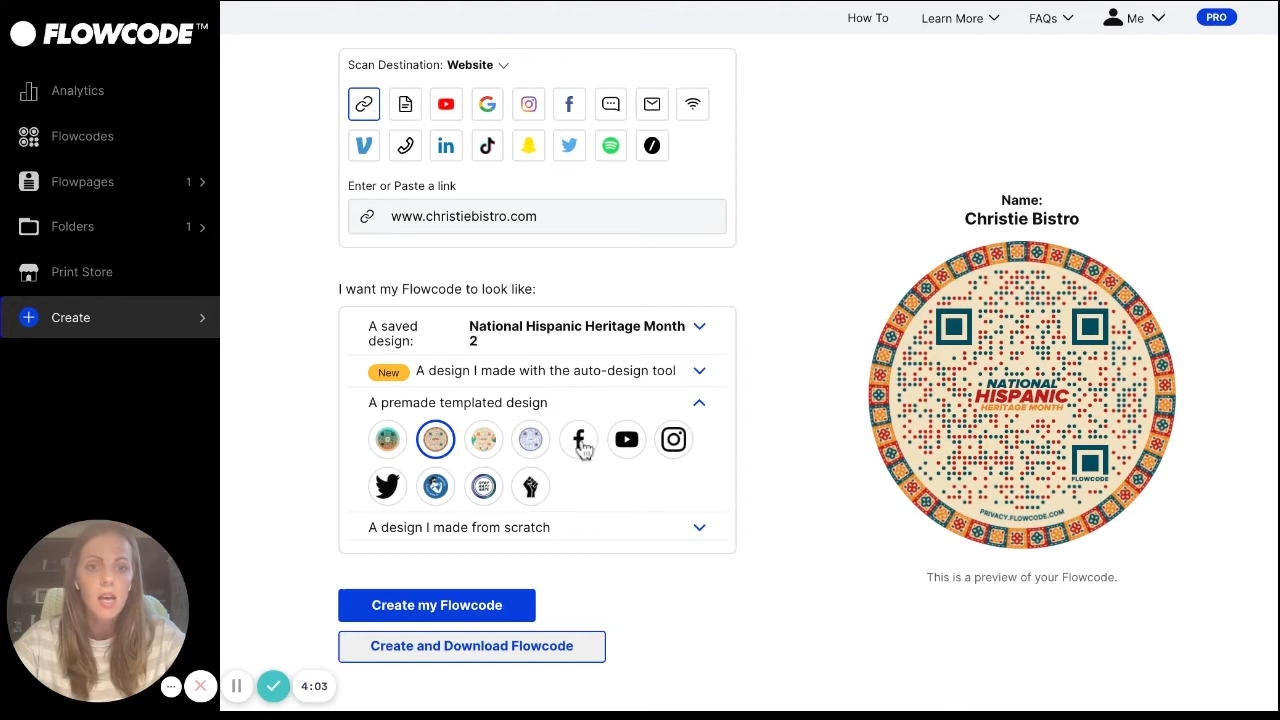 FLOWCODE™
How To
Learn More
FAQs
Me
PRO
Analytics
Flowcodes
Flowpages 1
Folders 1
Print Store
Create
Scan Destination: Website
Enter or Paste a link
www.christiebistro.com
I want my Flowcode to look like:
A saved
design:
National Hispanic Heritage Month
2
New
A design I made with the auto-design tool
A premade templated design
A design I made from scratch
Create my Flowcode
Create and Download Flowcode
Name:
Christie Bistro
NATIONAL
HISPANIC
HERITAGE MONTH
FLOWCODE
PRIVACY.FLOWCODE.COM
This is a preview of your Flowcode.
4:03